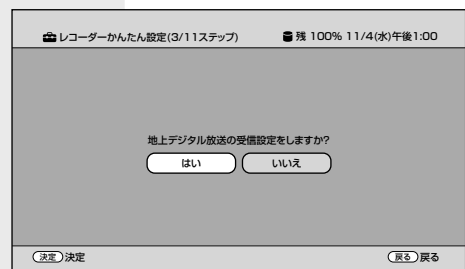 レコーダーかんたん設定(3/11ステップ) 残 100% 11/4(水)午後1:00
地上デジタル放送の受信設定をしますか?
はい いいえ
決定 決定 戻る 戻る